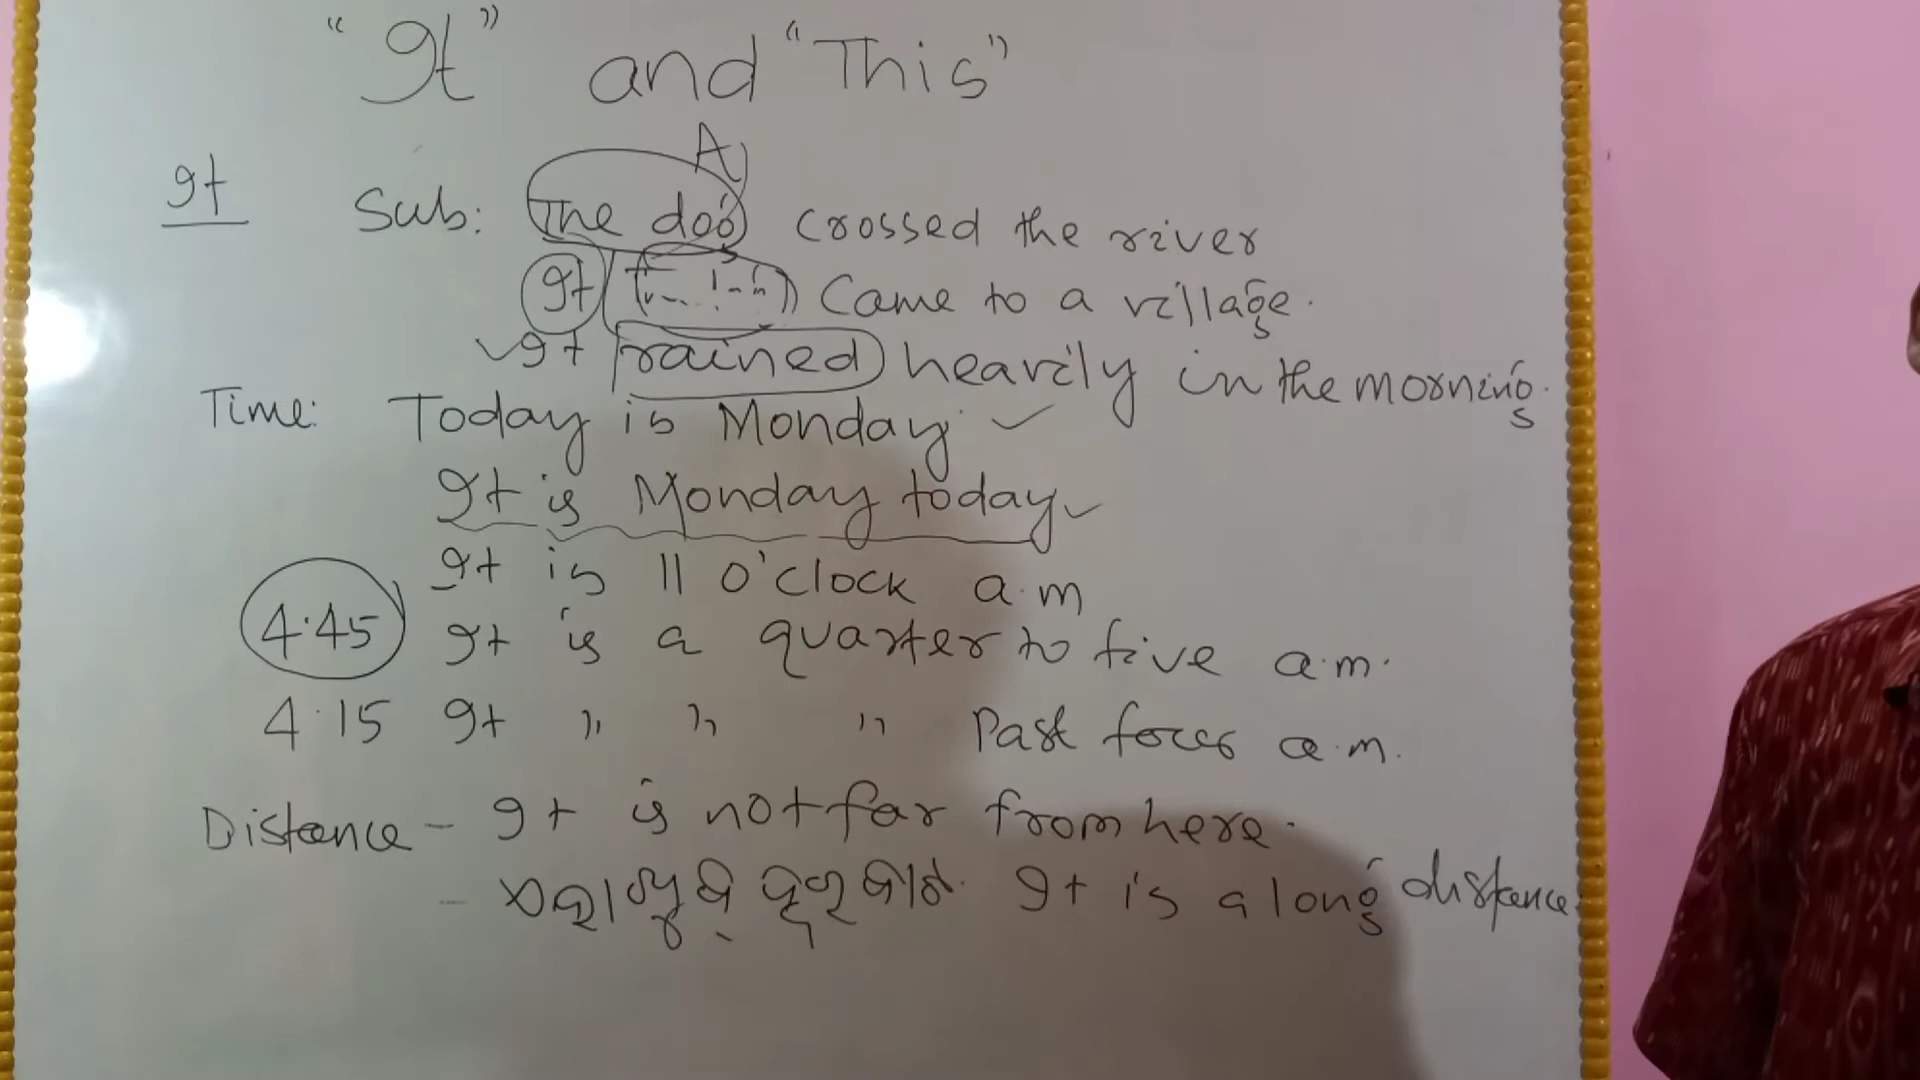 "It" and "This"
A
It Sub: The dog crossed the river
It came to a village.
It rained heavily in the morning.
Time: Today is Monday
It is Monday today
It is 11 o'clock a.m
4.45 It is a quarter to five a.m.
4.15 It " " " Past four a.m.
Distance - It is not far from here.
- ଏହାଠାରୁ ଦୂର It is a long distance